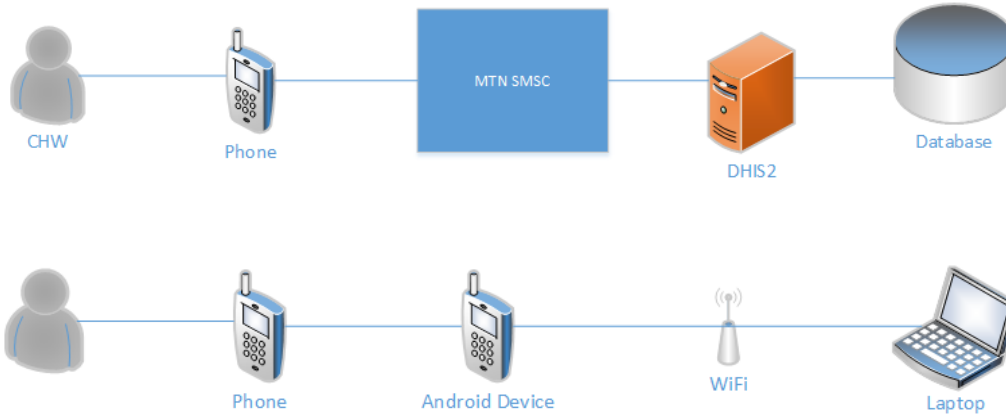 MTN SMSC
CHW
Phone
DHIS2
Database
Phone
Android Device
WiFi
Laptop